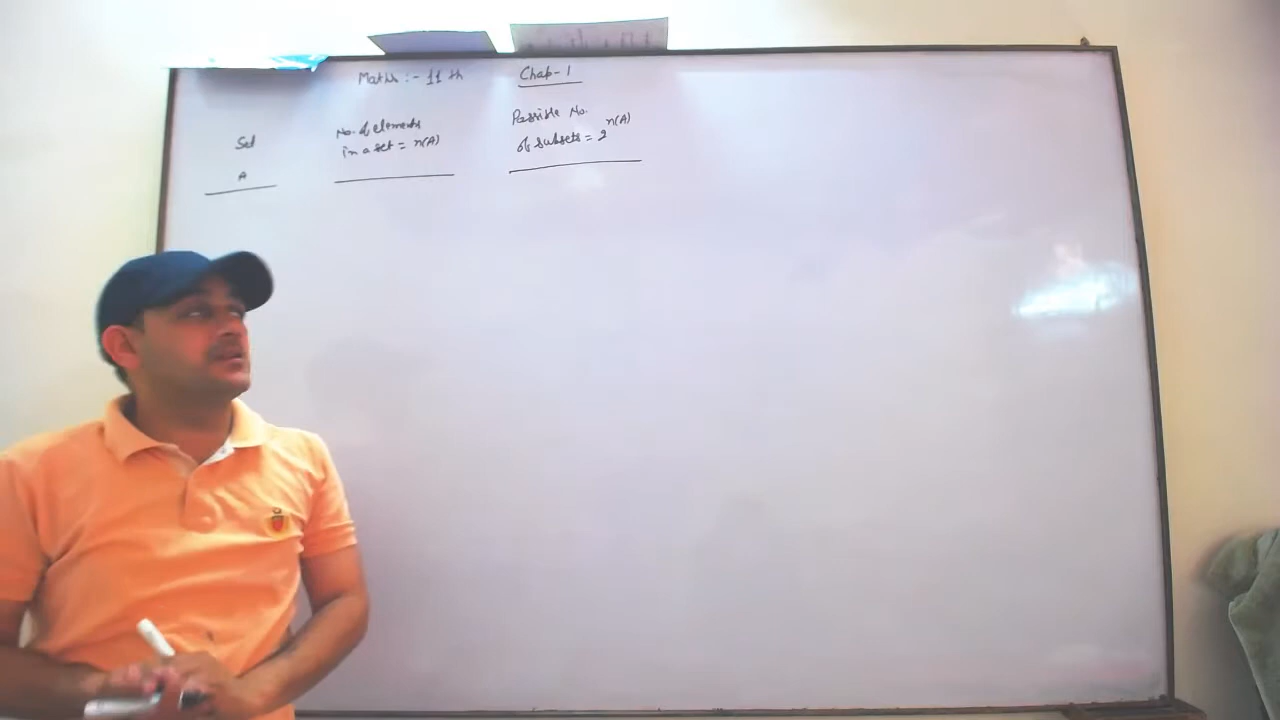 Maths :- 11 th Chap-1
Set
A
No. of elements
in a set = n(A)
Possible No.
of subsets = 2^n(A)